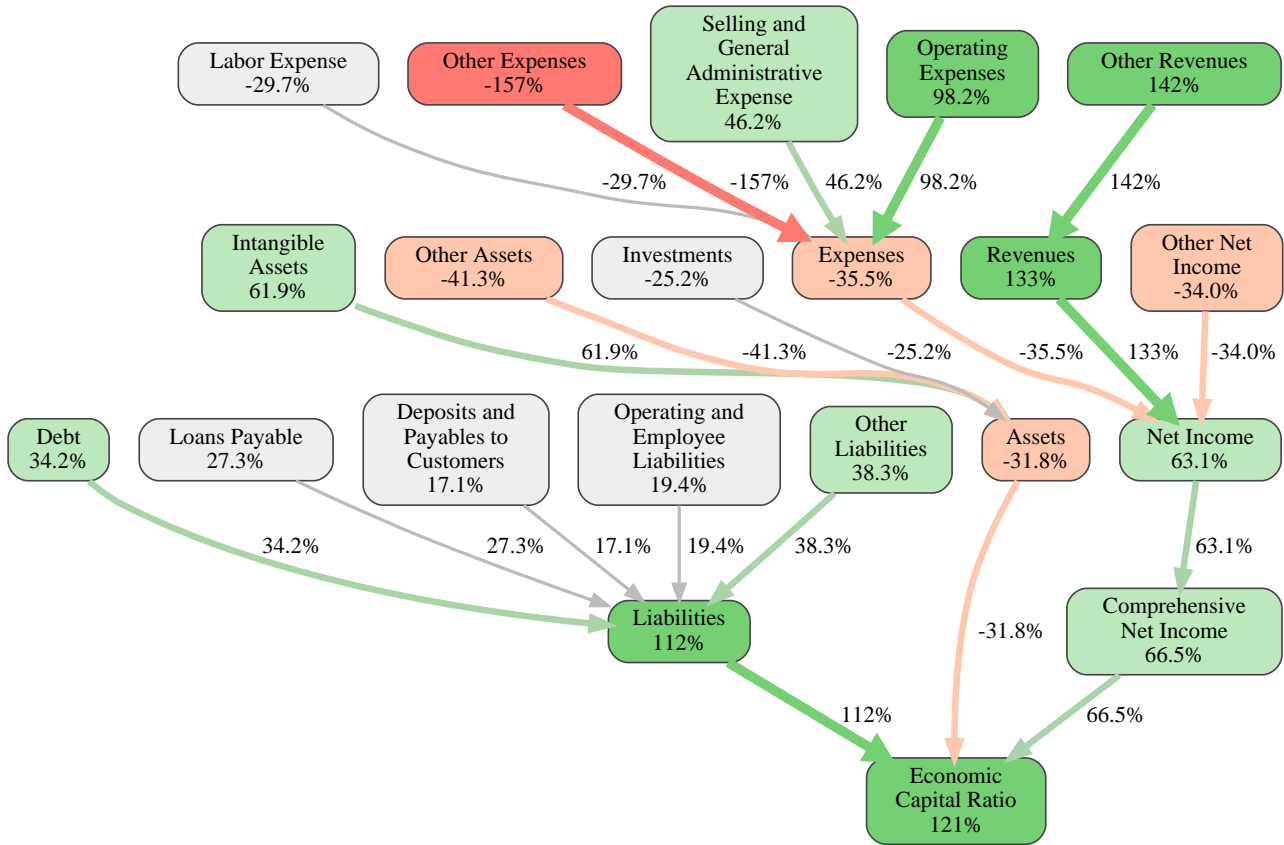 Labor Expense
-29.7%
Other Expenses
-157%
Selling and
General
Administrative
Expense
46.2%
Operating
Expenses
98.2%
Other Revenues
142%
-29.7%
-157%
46.2%
98.2%
142%
Intangible
Assets
61.9%
Other Assets
-41.3%
Investments
-25.2%
Expenses
-35.5%
Revenues
133%
Other Net
Income
-34.0%
61.9%
-41.3%
-25.2%
-35.5%
133%
-34.0%
Debt
34.2%
Loans Payable
27.3%
Deposits and
Payables to
Customers
17.1%
Operating and
Employee
Liabilities
19.4%
Other
Liabilities
38.3%
Assets
-31.8%
Net Income
63.1%
34.2%
27.3%
17.1%
19.4%
38.3%
63.1%
Liabilities
112%
-31.8%
Comprehensive
Net Income
66.5%
112%
66.5%
Economic
Capital Ratio
121%